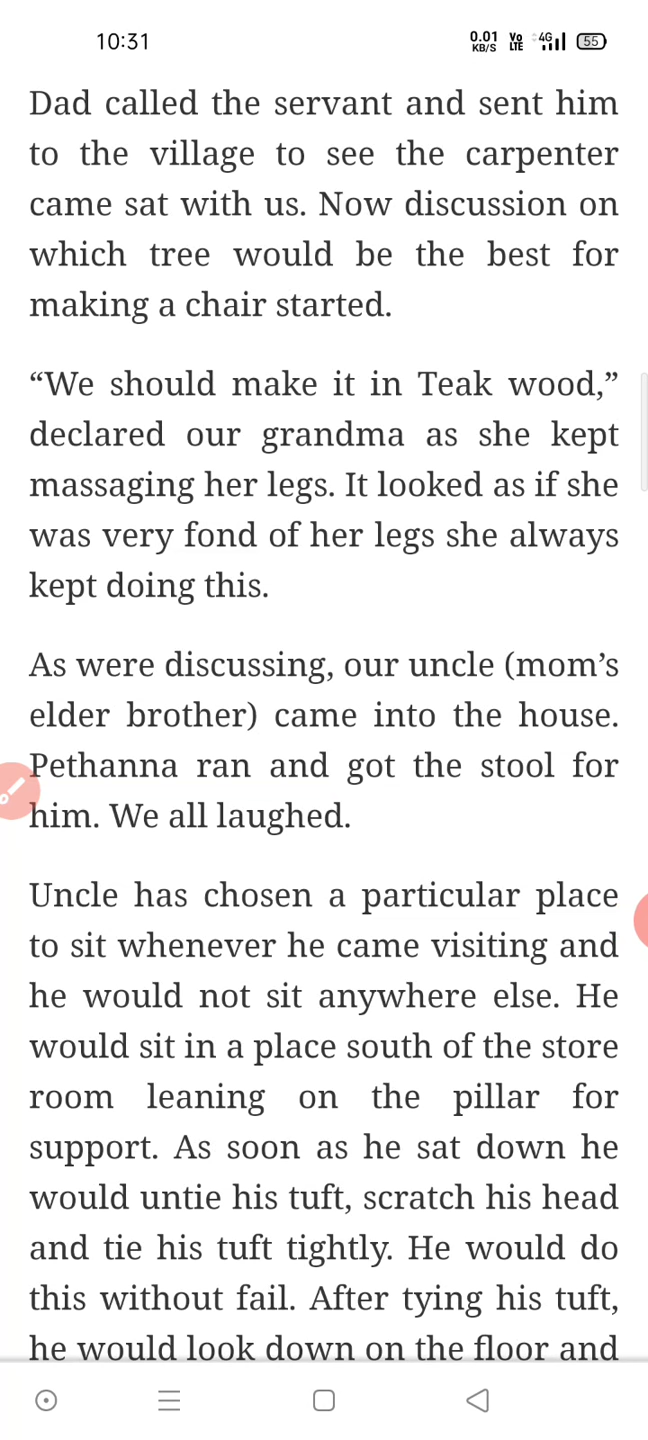 10:31
0.01 KB/S Vo LTE 4G 55
Dad called the servant and sent him
to the village to see the carpenter
came sat with us. Now discussion on
which tree would be the best for
making a chair started.
“We should make it in Teak wood,”
declared our grandma as she kept
massaging her legs. It looked as if she
was very fond of her legs she always
kept doing this.
As were discussing, our uncle (mom’s
elder brother) came into the house.
Pethanna ran and got the stool for
him. We all laughed.
Uncle has chosen a particular place
to sit whenever he came visiting and
he would not sit anywhere else. He
would sit in a place south of the store
room leaning on the pillar for
support. As soon as he sat down he
would untie his tuft, scratch his head
and tie his tuft tightly. He would do
this without fail. After tying his tuft,
he would look down on the floor and